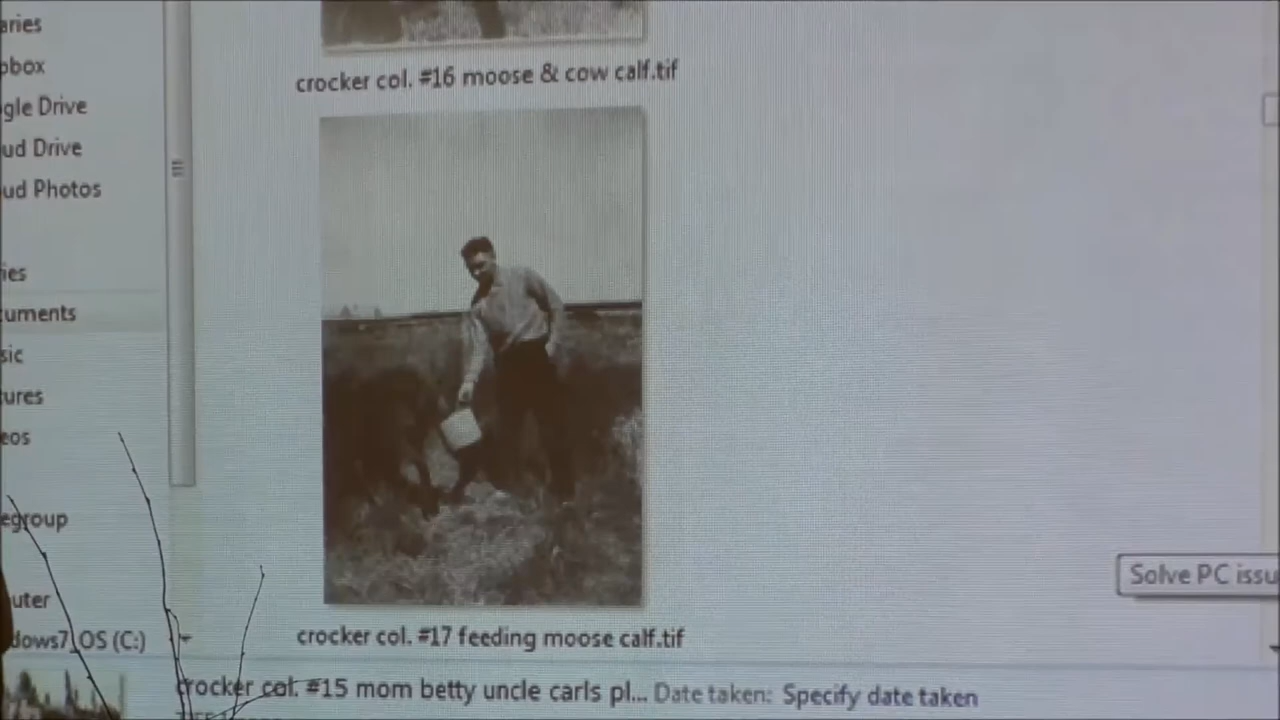 aries
crocker col. #16 moose & cow calf.tif
box
gle Drive
ud Drive
ud Photos
ies
cuments
sic
tures
eos
egroup
Solve PC issu
uter
dows7_OS (C:)
crocker col. #17 feeding moose calf.tif
crocker col. #15 mom betty uncle carls pl... Date taken: Specify date taken